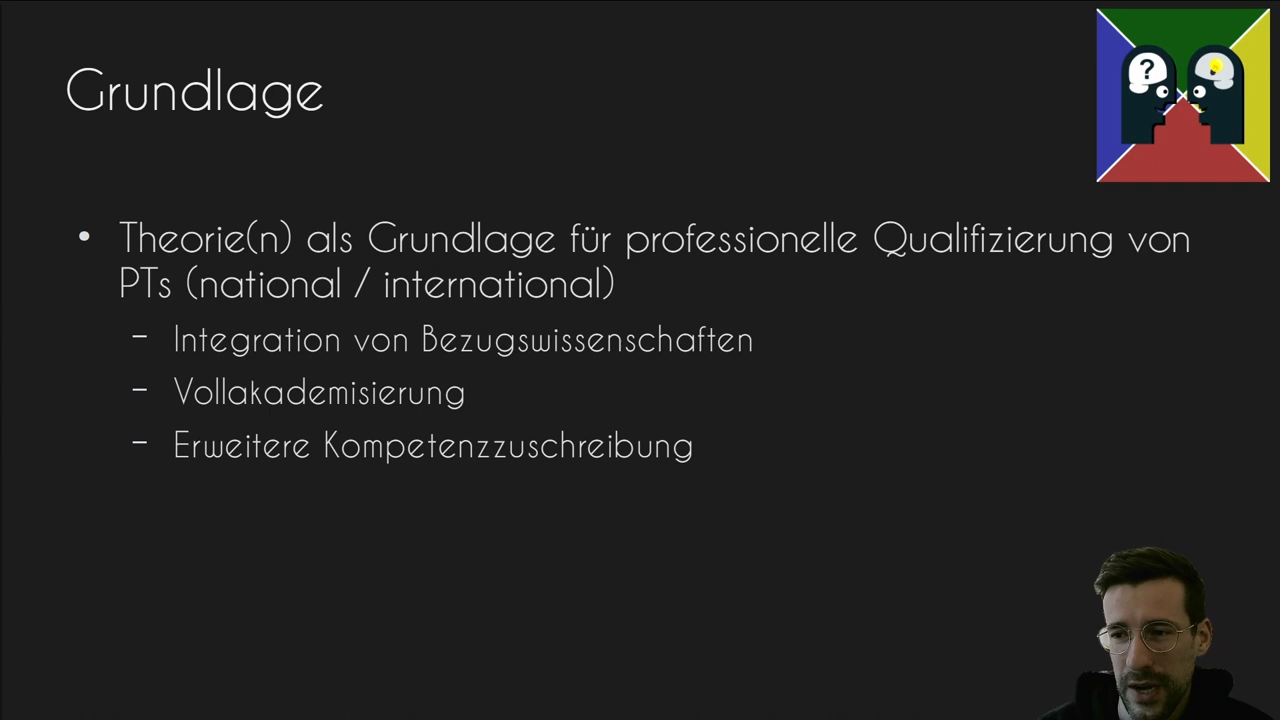 Grundlage
?
• Theorie(n) als Grundlage für professionelle Qualifizierung von
PTs (national / international)
– Integration von Bezugswissenschaften
– Vollakademisierung
– Erweitere Kompetenzzuschreibung